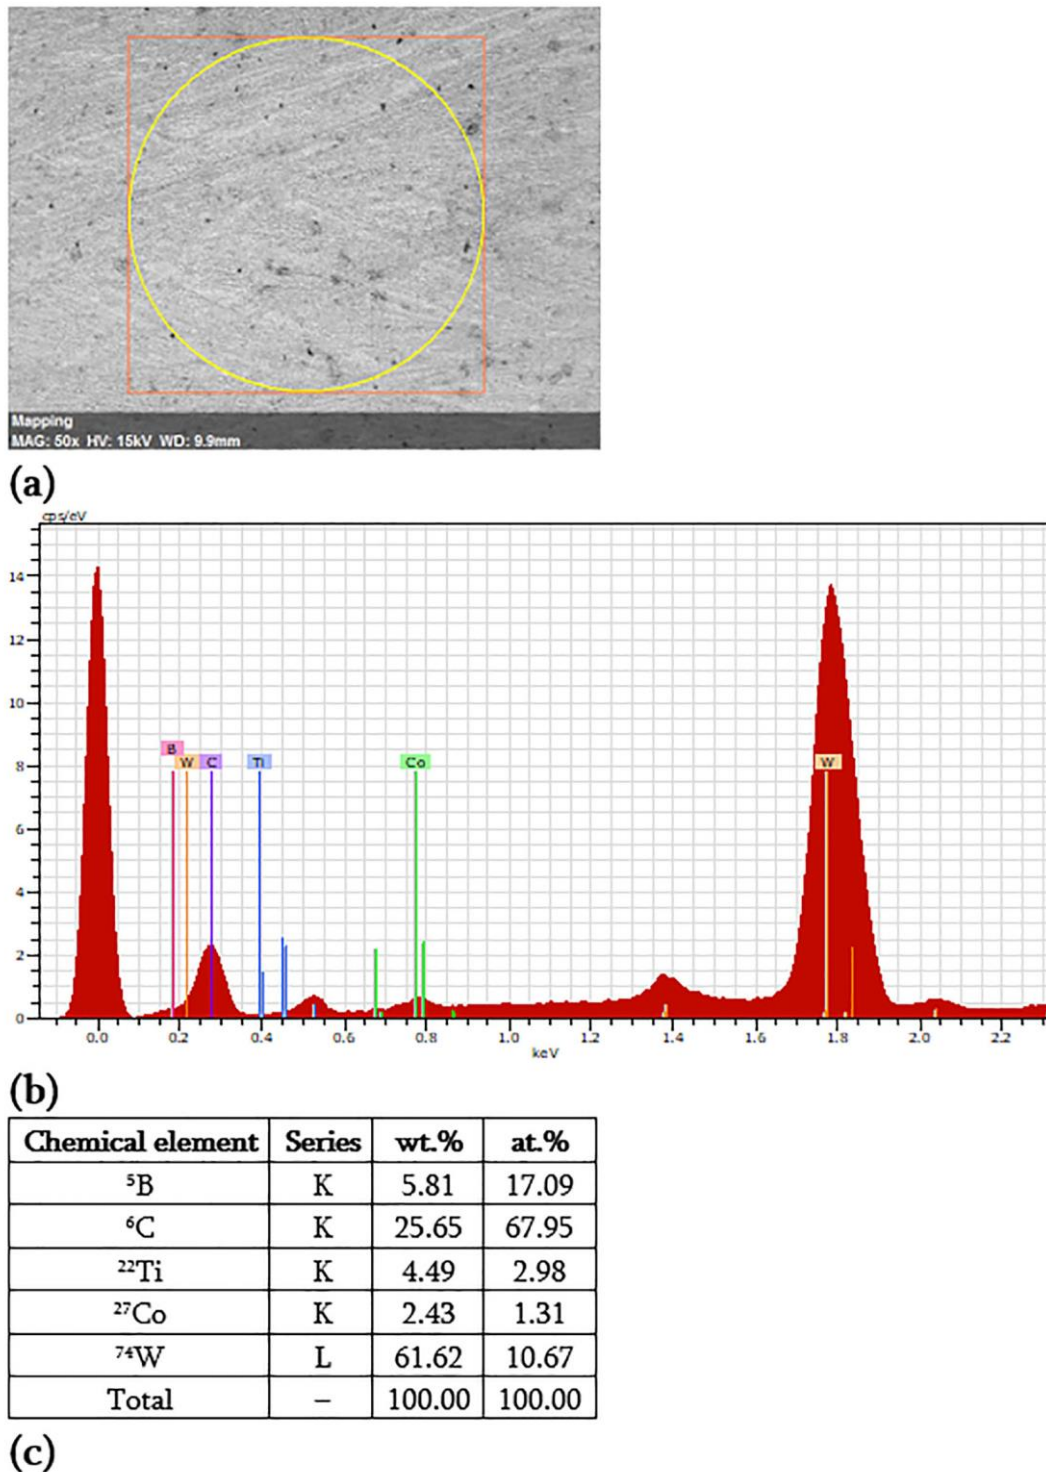 Mapping
MAG: 50x HV: 15kV WD: 9.9mm
(a)
cps/eV
14
12
10
8
6
4
2
0
B
W C Ti Co W
0.0 0.2 0.4 0.6 0.8 1.0 1.2 1.4 1.6 1.8 2.0 2.2
keV
(b)
Chemical element Series wt.% at.%
⁵B K 5.81 17.09
⁶C K 25.65 67.95
²²Ti K 4.49 2.98
²⁷Co K 2.43 1.31
⁷⁴W L 61.62 10.67
Total – 100.00 100.00
(c)